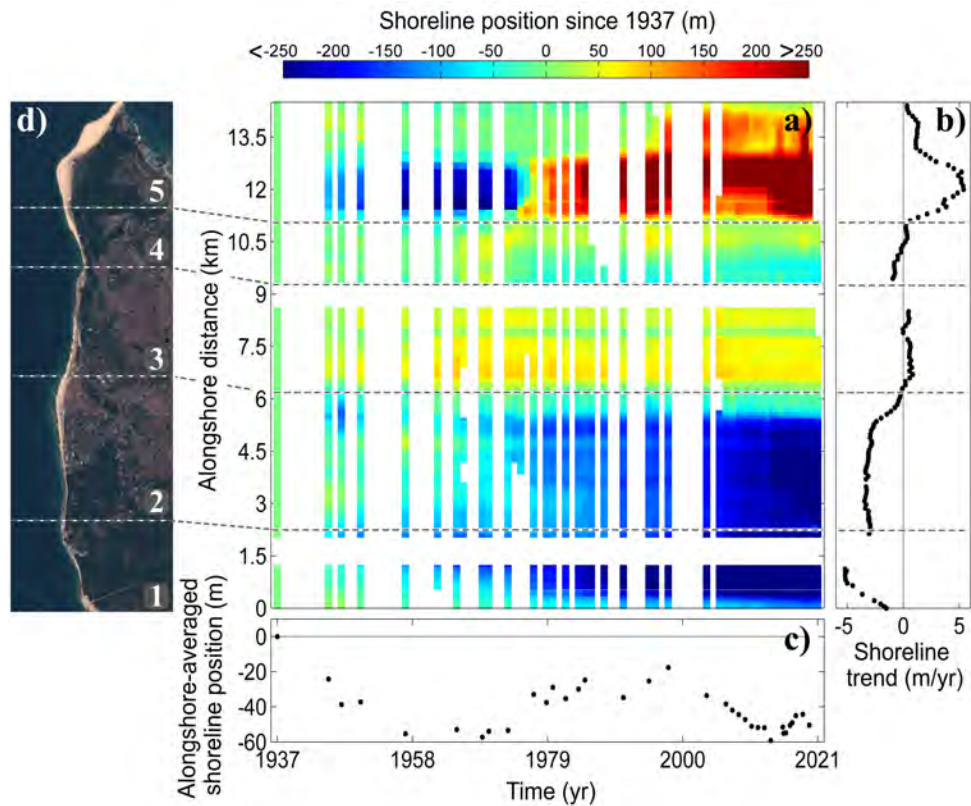 Shoreline position since 1937 (m)
<-250 -200 -150 -100 -50 0 50 100 150 200 >250
d)
a)
b)
5
4
3
2
1
Alongshore distance (km)
13.5
12
10.5
9
7.5
6
4.5
3
1.5
0
-5 0 5
Shoreline
trend (m/yr)
c)
Alongshore-averaged
shoreline position (m)
0
-20
-40
-60
1937 1958 1979 2000 2021
Time (yr)